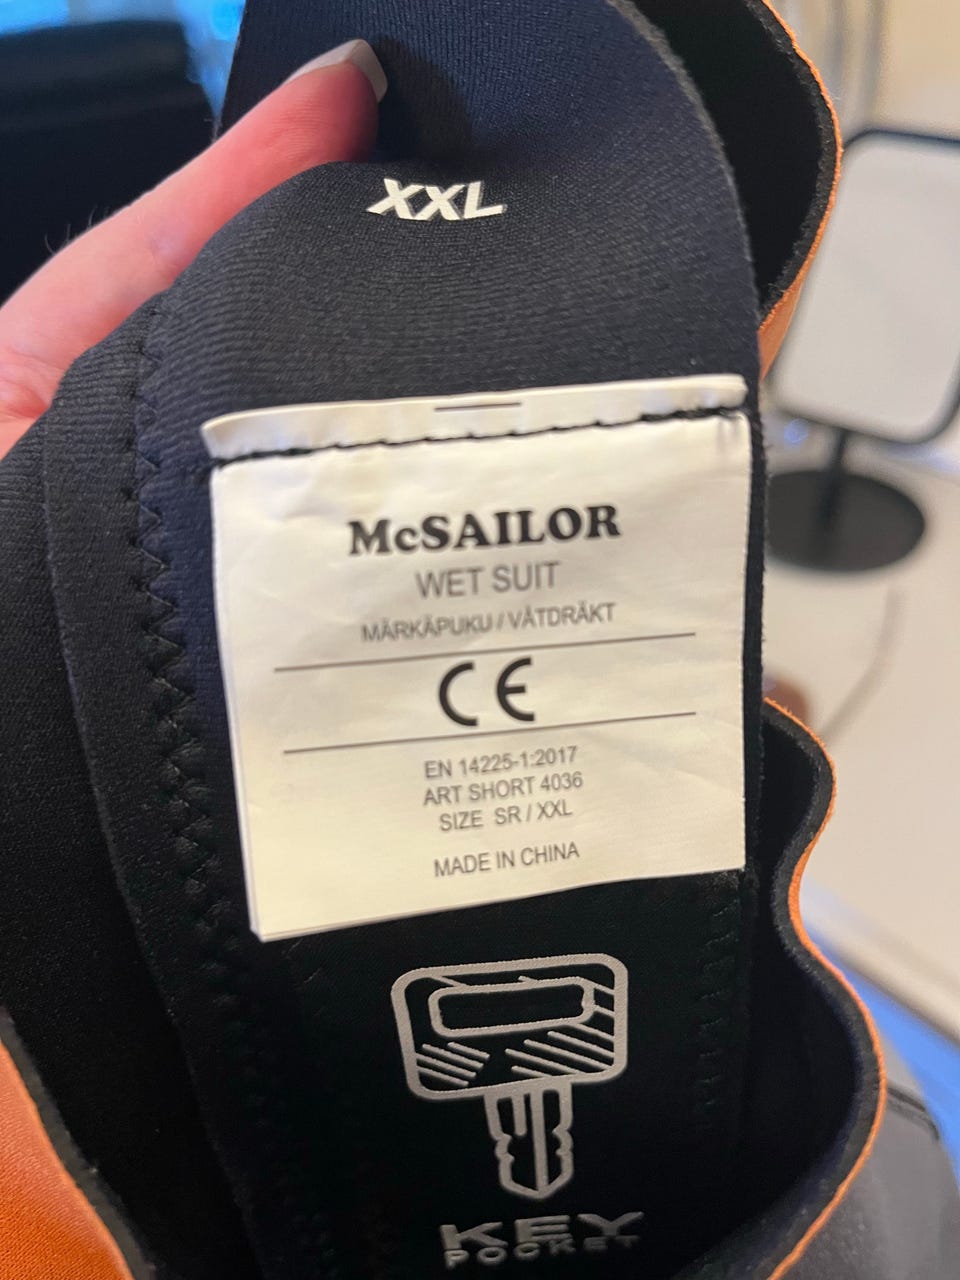 XXL
McSAILOR
WET SUIT
MÄRKÄPUKU / VÅTDRÄKT
CE
EN 14225-1:2017
ART SHORT 4036
SIZE SR / XXL
MADE IN CHINA
KEY
POCKET